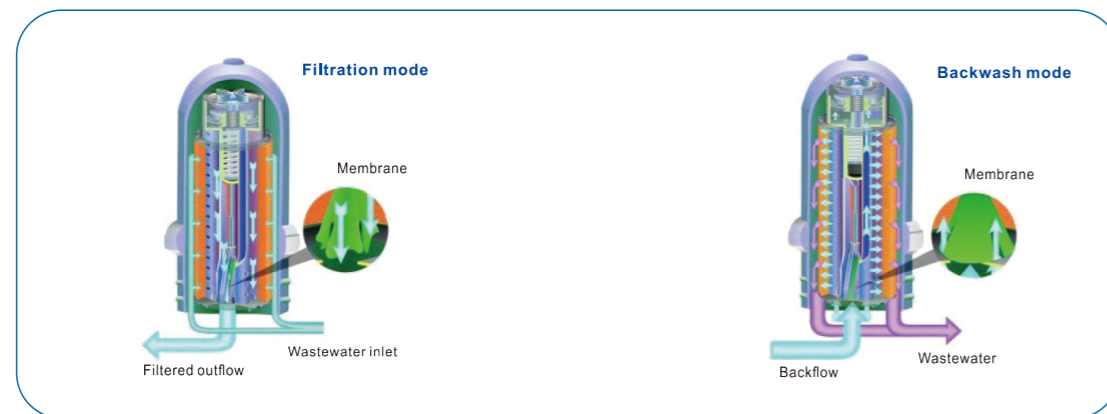 Filtration mode
Backwash mode
Membrane
Membrane
Wastewater inlet
Filtered outflow
Wastewater
Backflow